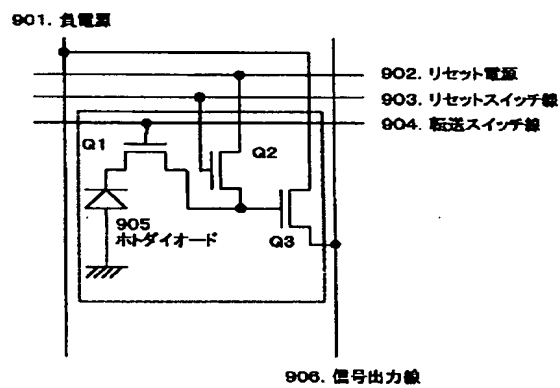 901. 負電源
902. リセット電源
903. リセットスイッチ線
904. 転送スイッチ線
Q1
Q2
905
ホトダイオード
Q3
906. 信号出力線